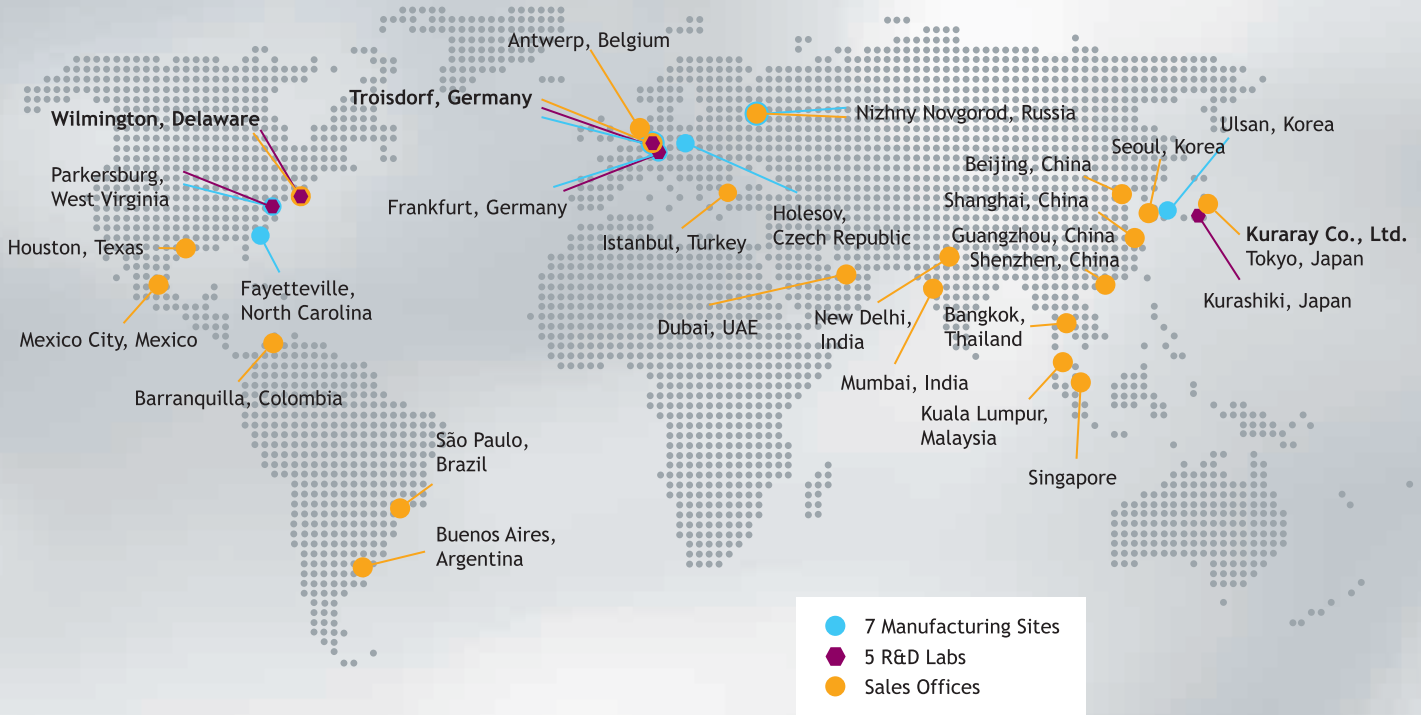 Antwerp, Belgium
Troisdorf, Germany
Wilmington, Delaware
Nizhny Novgorod, Russia
Ulsan, Korea
Seoul, Korea
Beijing, China
Parkersburg,
West Virginia
Shanghai, China
Frankfurt, Germany
Holesov,
Czech Republic
Istanbul, Turkey
Guangzhou, China
Shenzhen, China
Kuraray Co., Ltd.
Tokyo, Japan
Houston, Texas
Fayetteville,
North Carolina
Kurashiki, Japan
Mexico City, Mexico
Dubai, UAE
New Delhi,
India
Bangkok,
Thailand
Mumbai, India
Barranquilla, Colombia
Kuala Lumpur,
Malaysia
São Paulo,
Brazil
Singapore
Buenos Aires,
Argentina
7 Manufacturing Sites
5 R&D Labs
Sales Offices